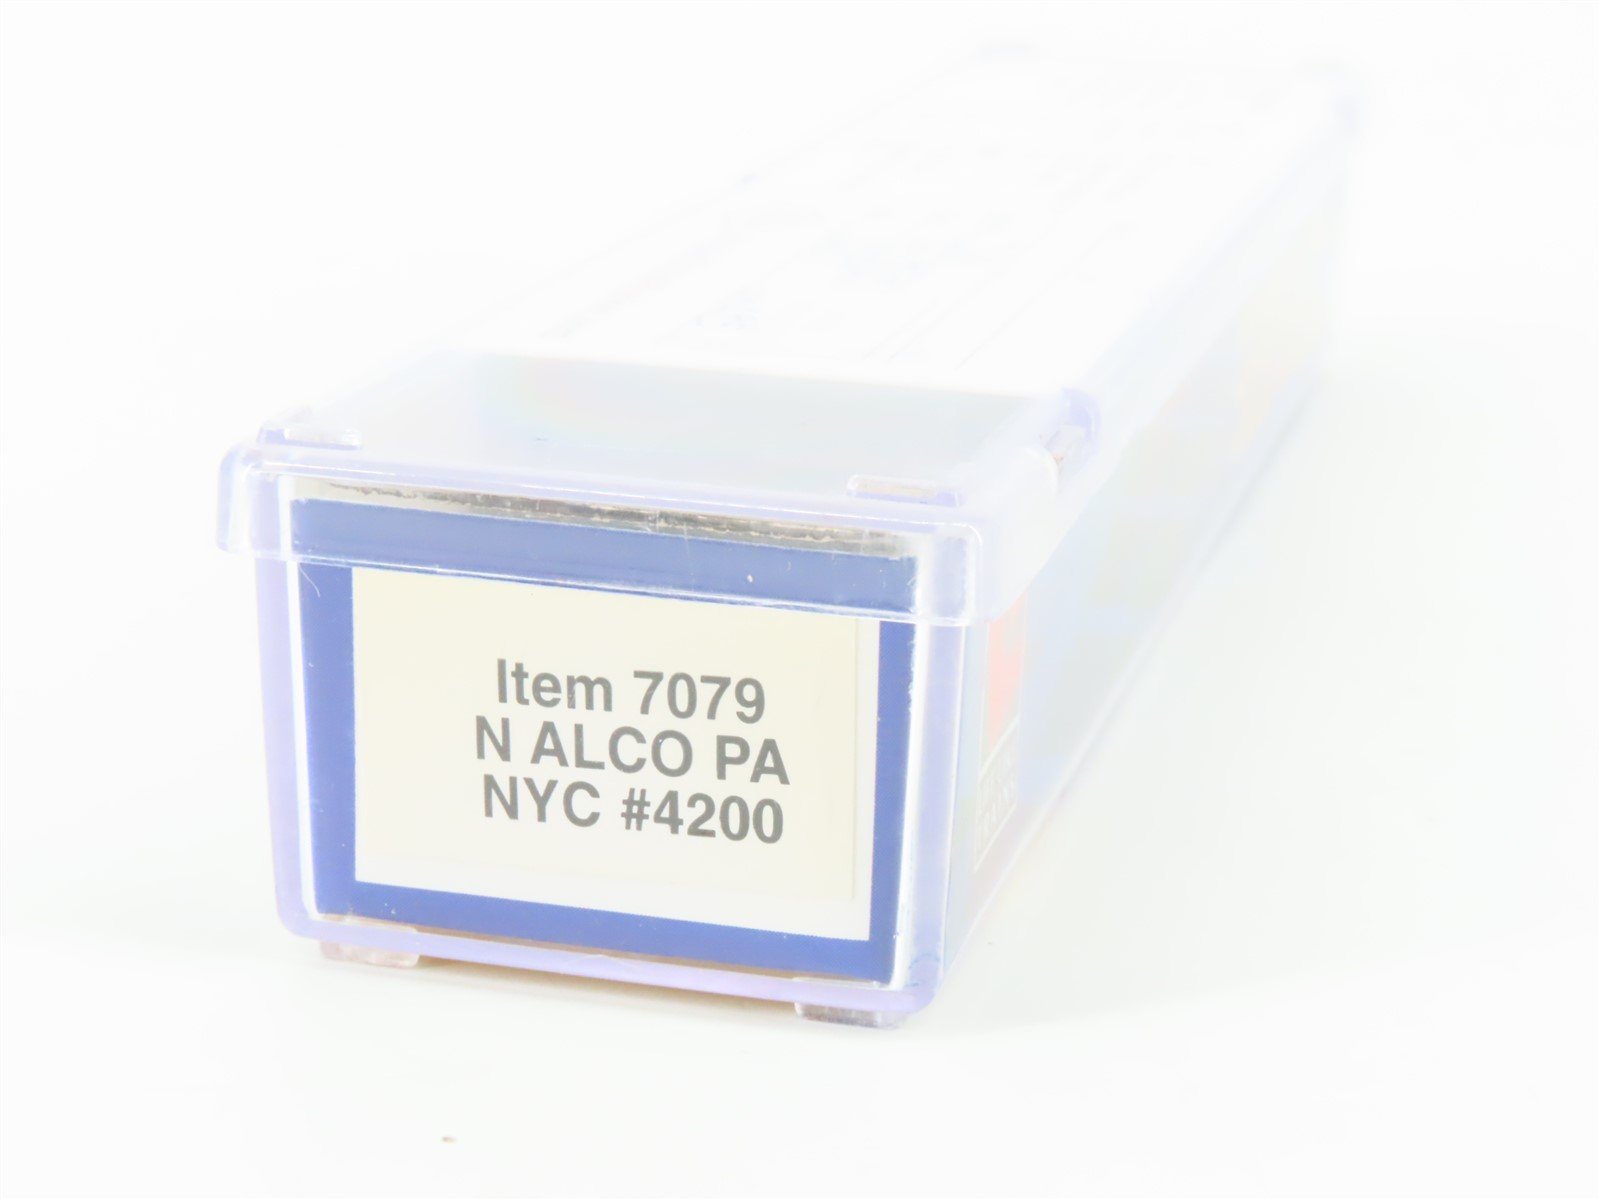 Item 7079
N ALCO PA
NYC #4200